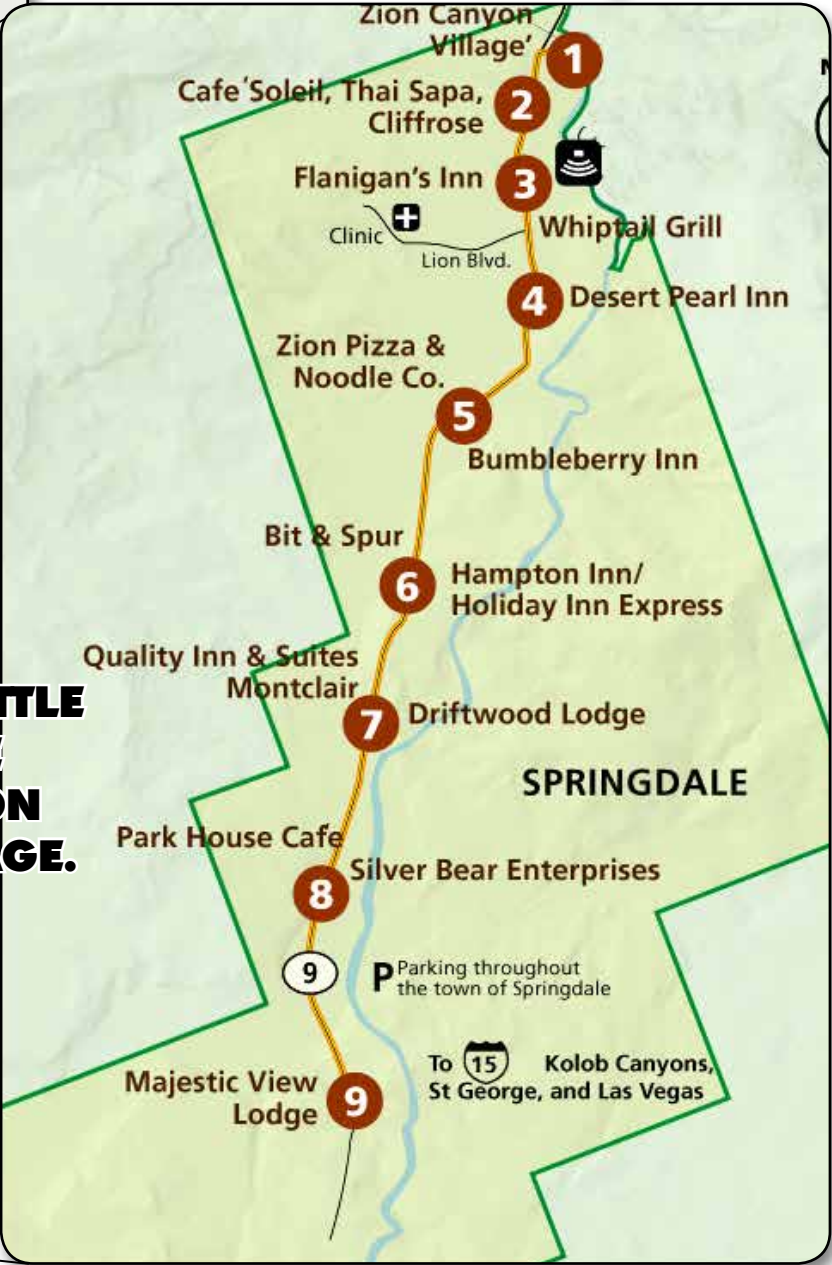 Zion Canyon
Village'
1
Cafe´Soleil, Thai Sapa,
Cliffrose
2
Flanigan's Inn
3
Clinic
Lion Blvd.
Whiptail Grill
4
Desert Pearl Inn
Zion Pizza &
Noodle Co.
5
Bumbleberry Inn
Bit & Spur
6
Hampton Inn/
Holiday Inn Express
Quality Inn & Suites
Montclair
7
Driftwood Lodge
SPRINGDALE
Park House Cafe
Silver Bear Enterprises
8
9
P Parking throughout
the town of Springdale
To 15 Kolob Canyons,
St George, and Las Vegas
Majestic View
Lodge
9